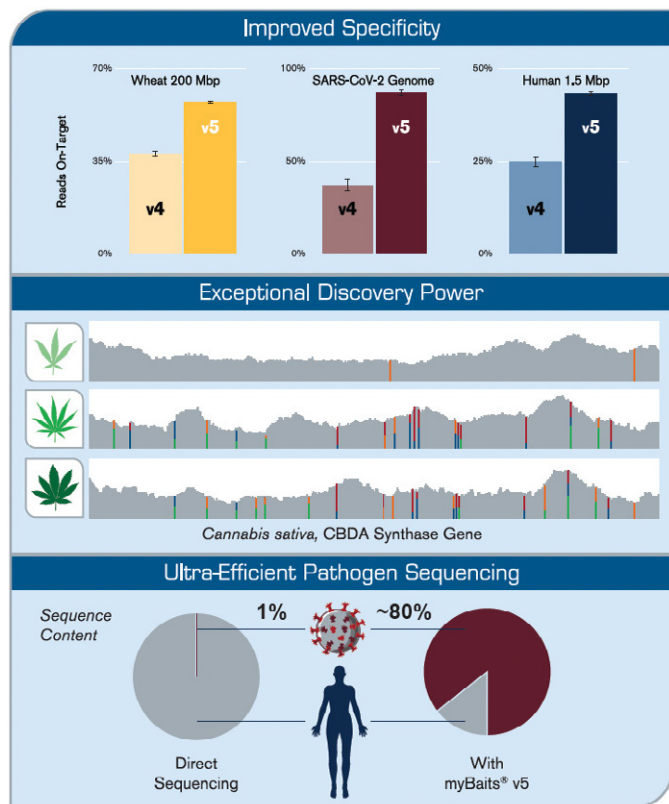 Improved Specificity
Reads On-Target
70%
35%
0%
Wheat 200 Mbp
v4
v5
100%
50%
0%
SARS-CoV-2 Genome
v4
v5
50%
25%
0%
Human 1.5 Mbp
v4
v5
Exceptional Discovery Power
Cannabis sativa, CBDA Synthase Gene
Ultra-Efficient Pathogen Sequencing
Sequence
Content
1%
~80%
Direct
Sequencing
With
myBaits® v5